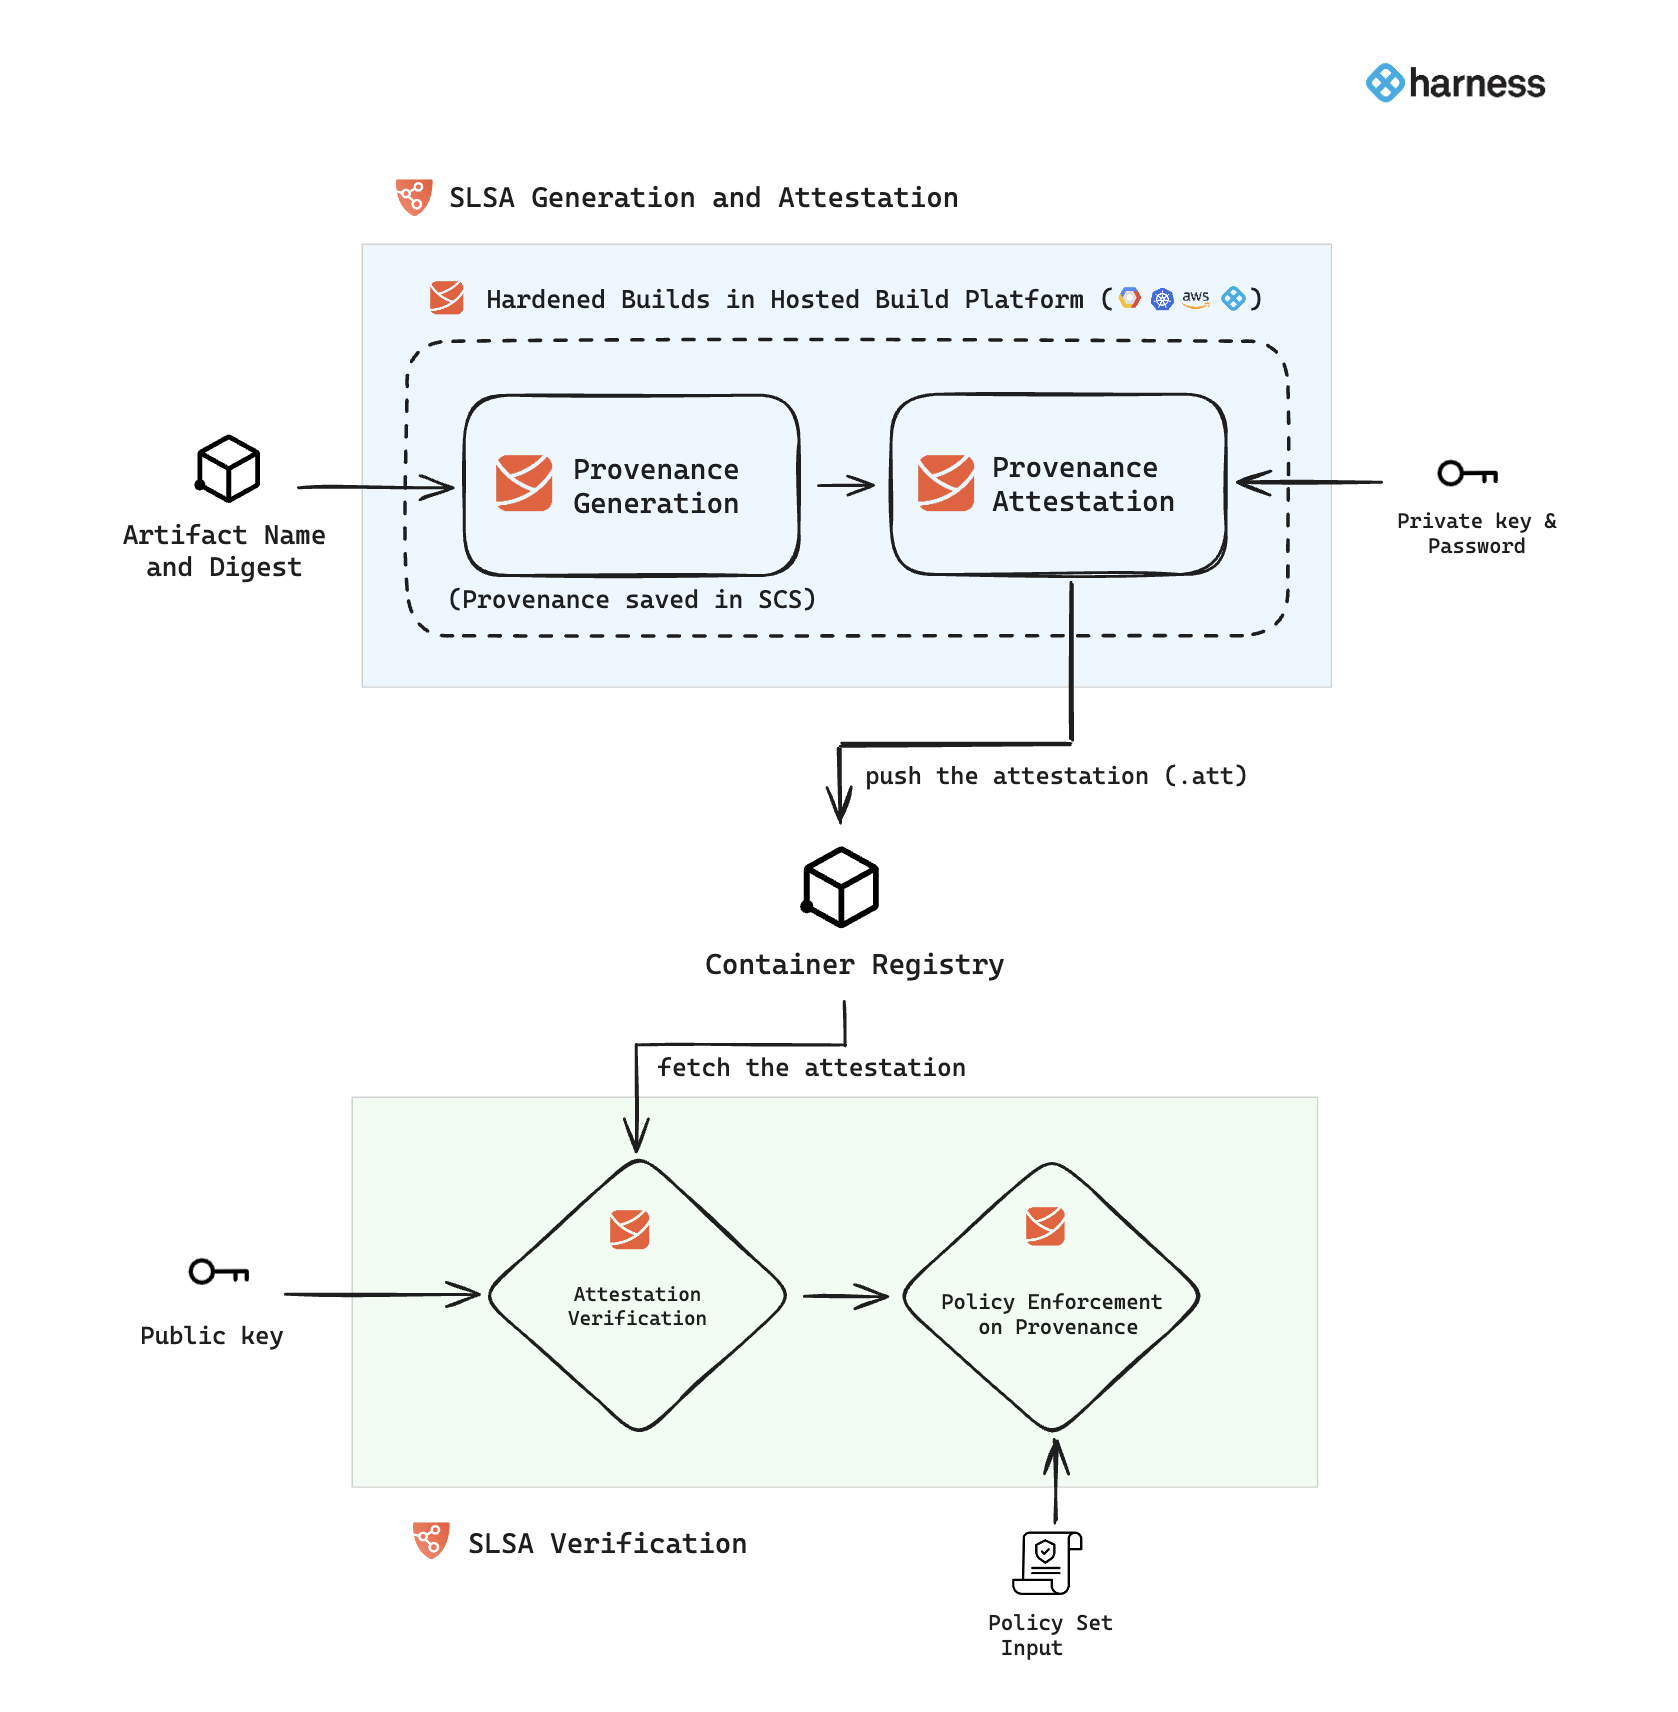 harness
SLSA Generation and Attestation
Hardened Builds in Hosted Build Platform ( aws )
Provenance
Generation
Provenance
Attestation
Artifact Name
and Digest
Private key &
Password
(Provenance saved in SCS)
push the attestation (.att)
Container Registry
fetch the attestation
Attestation
Verification
Policy Enforcement
on Provenance
Public key
SLSA Verification
Policy Set
Input